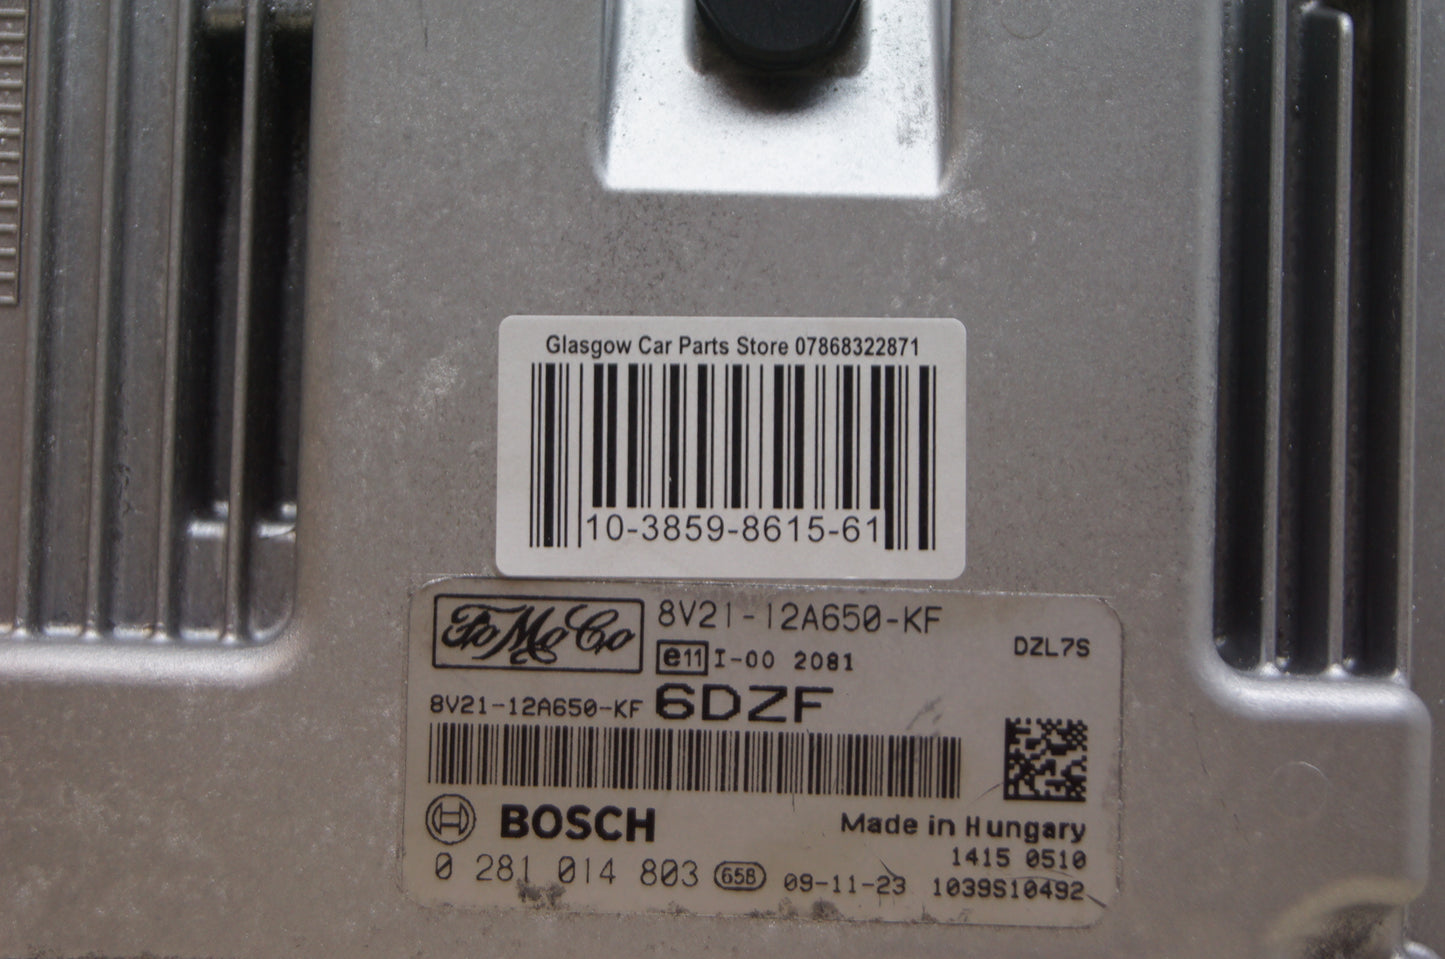 Glasgow Car Parts Store 07868322871
10-3859-8615-61
FoMoCo 8V21-12A650-KF
e11 I-00 2081
DZL7S
8V21-12A650-KF 6DZF
BOSCH
Made in Hungary
1415 0510
0 281 014 803 658 09-11-23 1039S10492